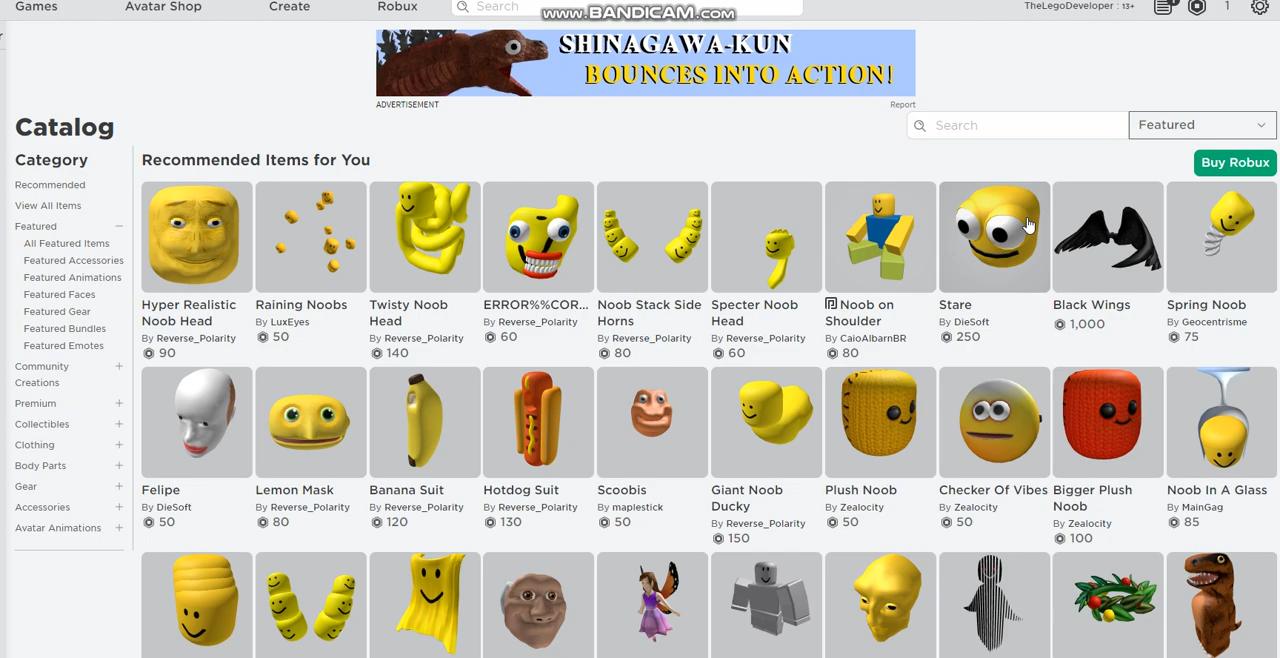 Games
Avatar Shop
Create
Robux
Search
www.BANDICAM.com
TheLegoDeveloper : 13+
1
SHINAGAWA-KUN
BOUNCES INTO ACTION!
ADVERTISEMENT
Report
Catalog
Search
Featured
Category
Recommended
View All Items
Featured
All Featured Items
Featured Accessories
Featured Animations
Featured Faces
Featured Gear
Featured Bundles
Featured Emotes
Community
Creations
Premium
Collectibles
Clothing
Body Parts
Gear
Accessories
Avatar Animations
Recommended Items for You
Buy Robux
Hyper Realistic
Noob Head
By Reverse_Polarity
90
Raining Noobs
By LuxEyes
50
Twisty Noob
Head
By Reverse_Polarity
140
ERROR%%COR...
By Reverse_Polarity
60
Noob Stack Side
Horns
By Reverse_Polarity
80
Specter Noob
Head
By Reverse_Polarity
60
Noob on
Shoulder
By CaioAlbarnBR
80
Stare
By DieSoft
250
Black Wings
1,000
Spring Noob
By Geocentrisme
75
Felipe
By DieSoft
50
Lemon Mask
By Reverse_Polarity
80
Banana Suit
By Reverse_Polarity
120
Hotdog Suit
By Reverse_Polarity
130
Scoobis
By maplestick
50
Giant Noob
Ducky
By Reverse_Polarity
150
Plush Noob
By Zealocity
50
Checker Of Vibes
By Zealocity
50
Bigger Plush
Noob
By Zealocity
100
Noob In A Glass
By MainGag
85